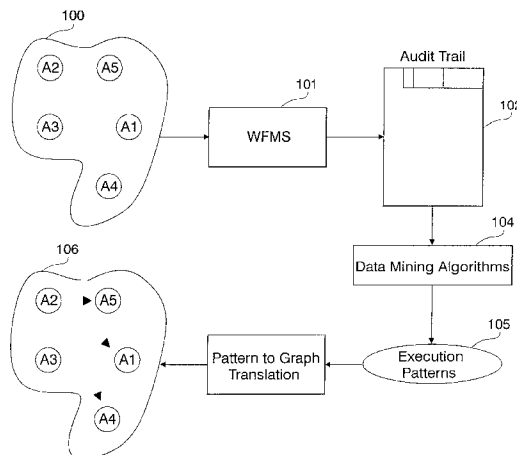 100
A2
A5
A3
A1
A4
101
WFMS
Audit Trail
102
104
Data Mining Algorithms
105
Execution
Patterns
Pattern to Graph
Translation
106
A2
A5
A3
A1
A4